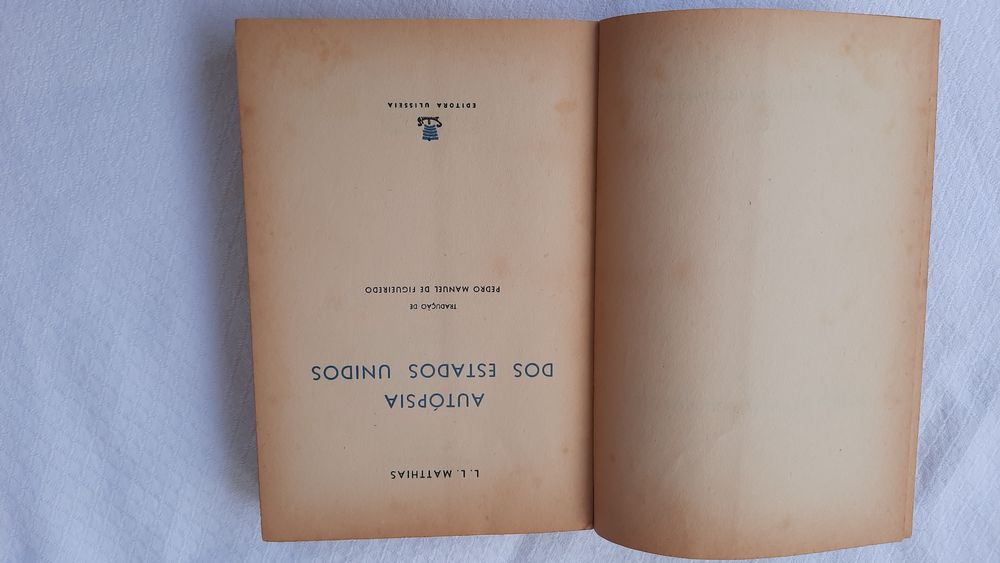 L. L. MATTHIAS
AUTÓPSIA
DOS ESTADOS UNIDOS
TRADUÇÃO DE
PEDRO MANUEL DE FIGUEIREDO
EDITORA ULISSEIA